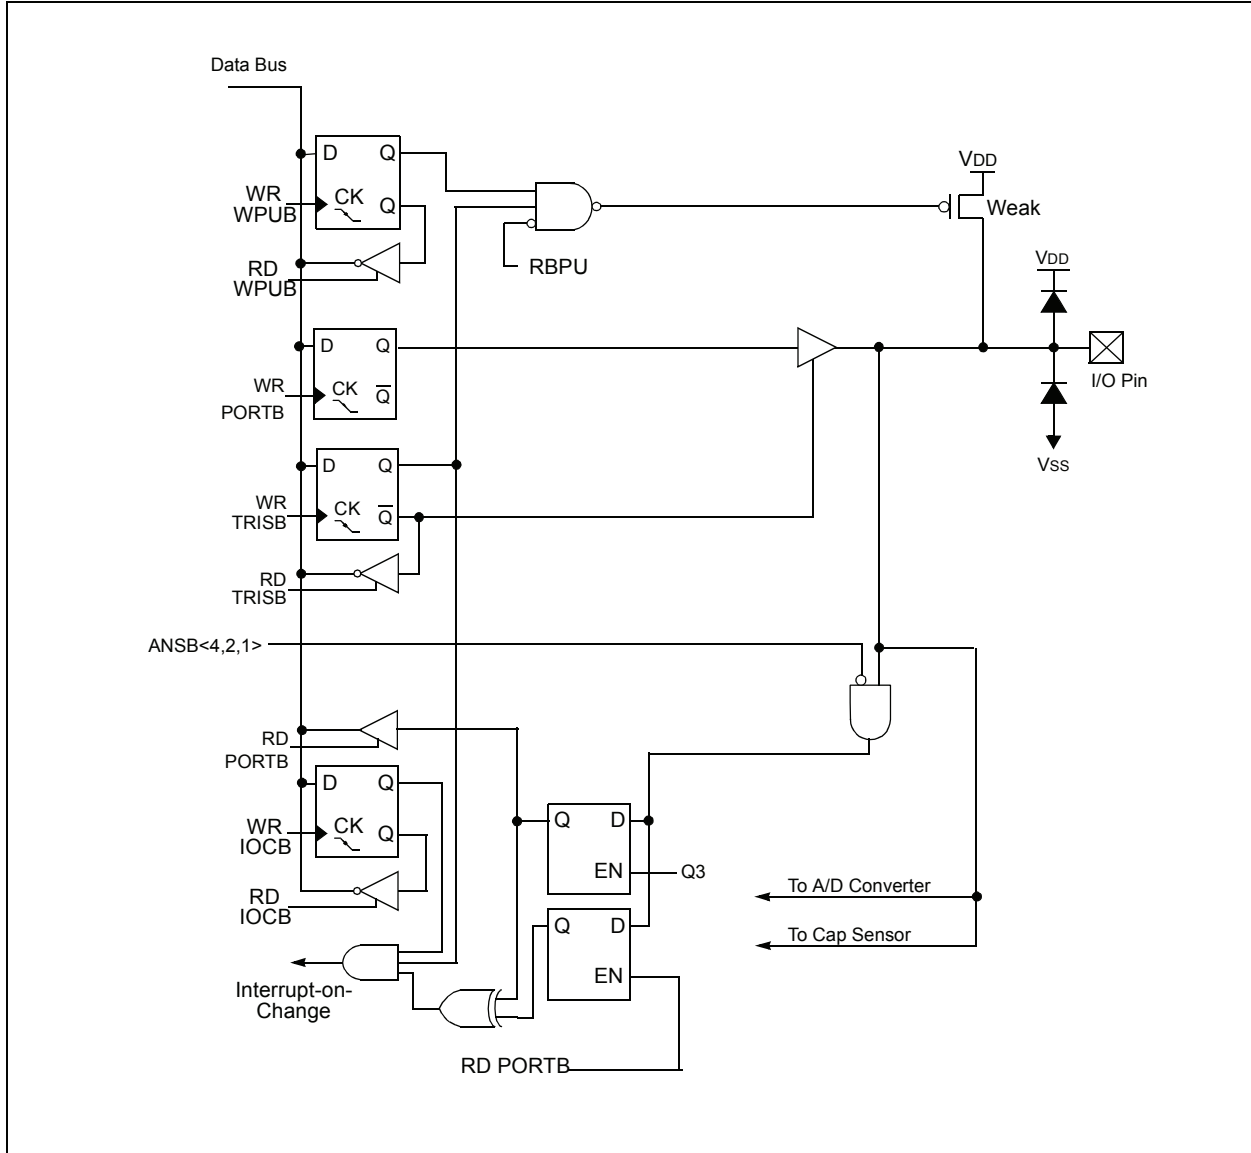 Data Bus
D Q
WR
WPUB
CK
Q
RD
WPUB
RBPU
VDD
Weak
VDD
I/O Pin
VSS
D Q
WR
PORTB
CK
Q
D Q
WR
TRISB
CK
Q
RD
TRISB
ANSB<4,2,1>
RD
PORTB
D Q
WR
IOCB
CK
Q
RD
IOCB
Q D
EN
Q3
Q D
EN
To A/D Converter
To Cap Sensor
Interrupt-on-
Change
RD PORTB